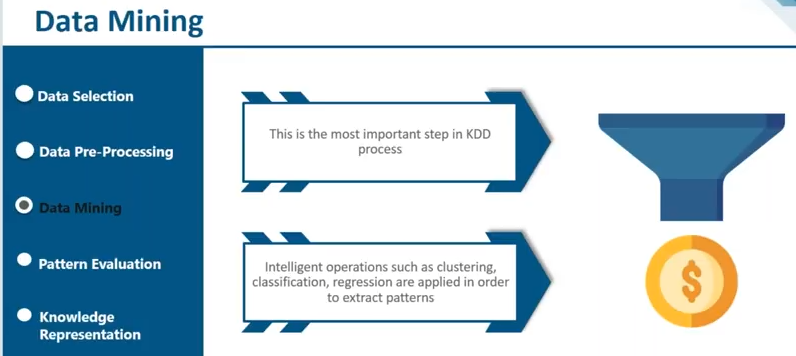 Data Mining
Data Selection
Data Pre-Processing
Data Mining
Pattern Evaluation
Knowledge
Representation
This is the most important step in KDD
process
Intelligent operations such as clustering,
classification, regression are applied in order
to extract patterns
$